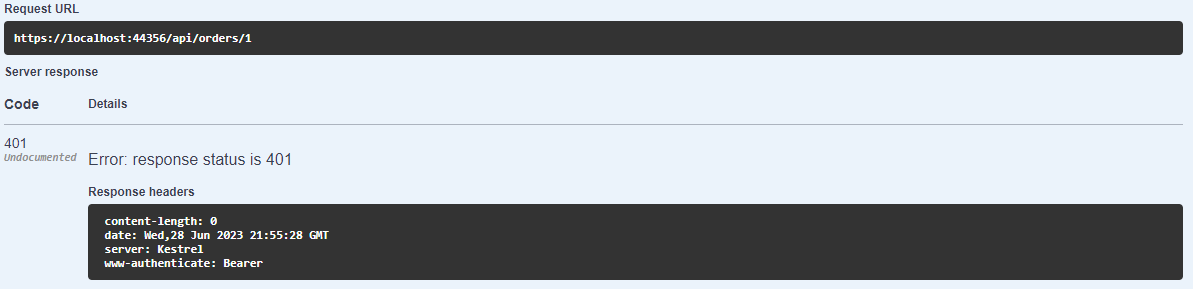 Request URL
https://localhost:44356/api/orders/1
Server response
Code Details
401
Undocumented
Error: response status is 401
Response headers
content-length: 0
date: Wed,28 Jun 2023 21:55:28 GMT
server: Kestrel
www-authenticate: Bearer